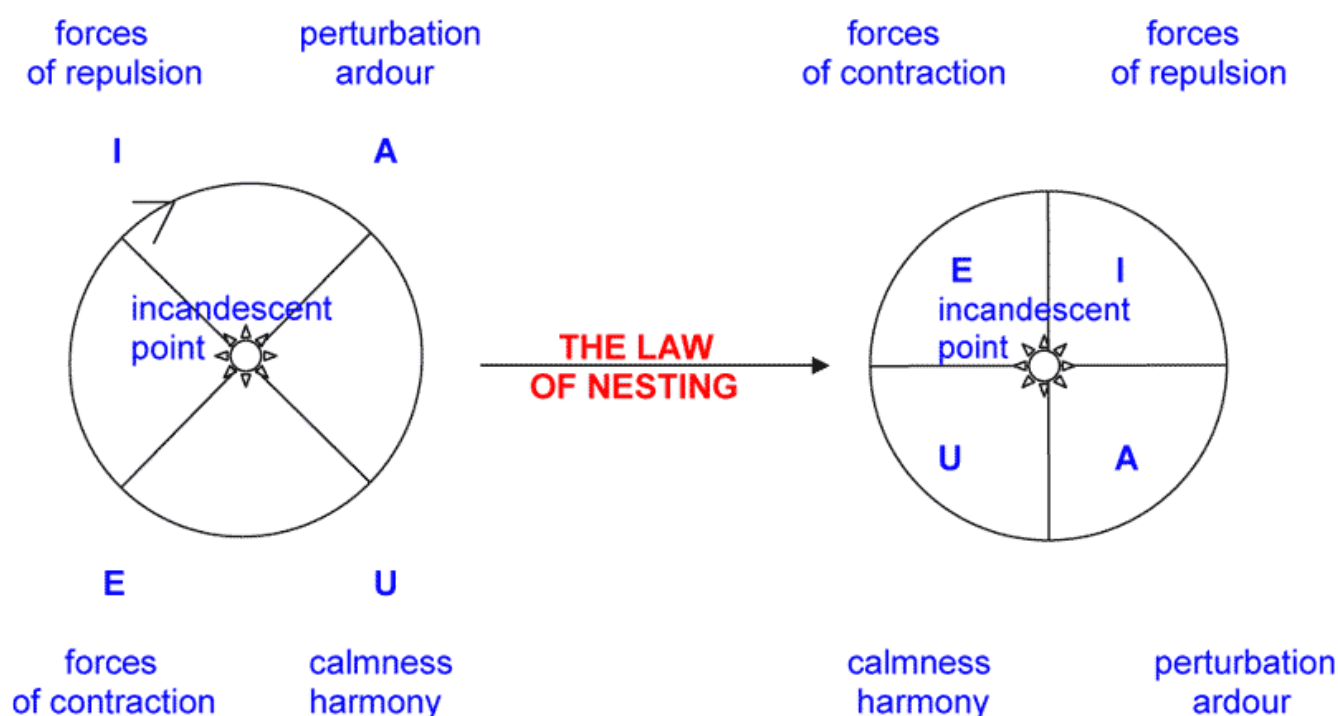 forces
of repulsion
perturbation
ardour
forces
of contraction
forces
of repulsion
I
A
E
I
incandescent
point
THE LAW
OF NESTING
incandescent
point
U
A
E
U
forces
of contraction
calmness
harmony
calmness
harmony
perturbation
ardour